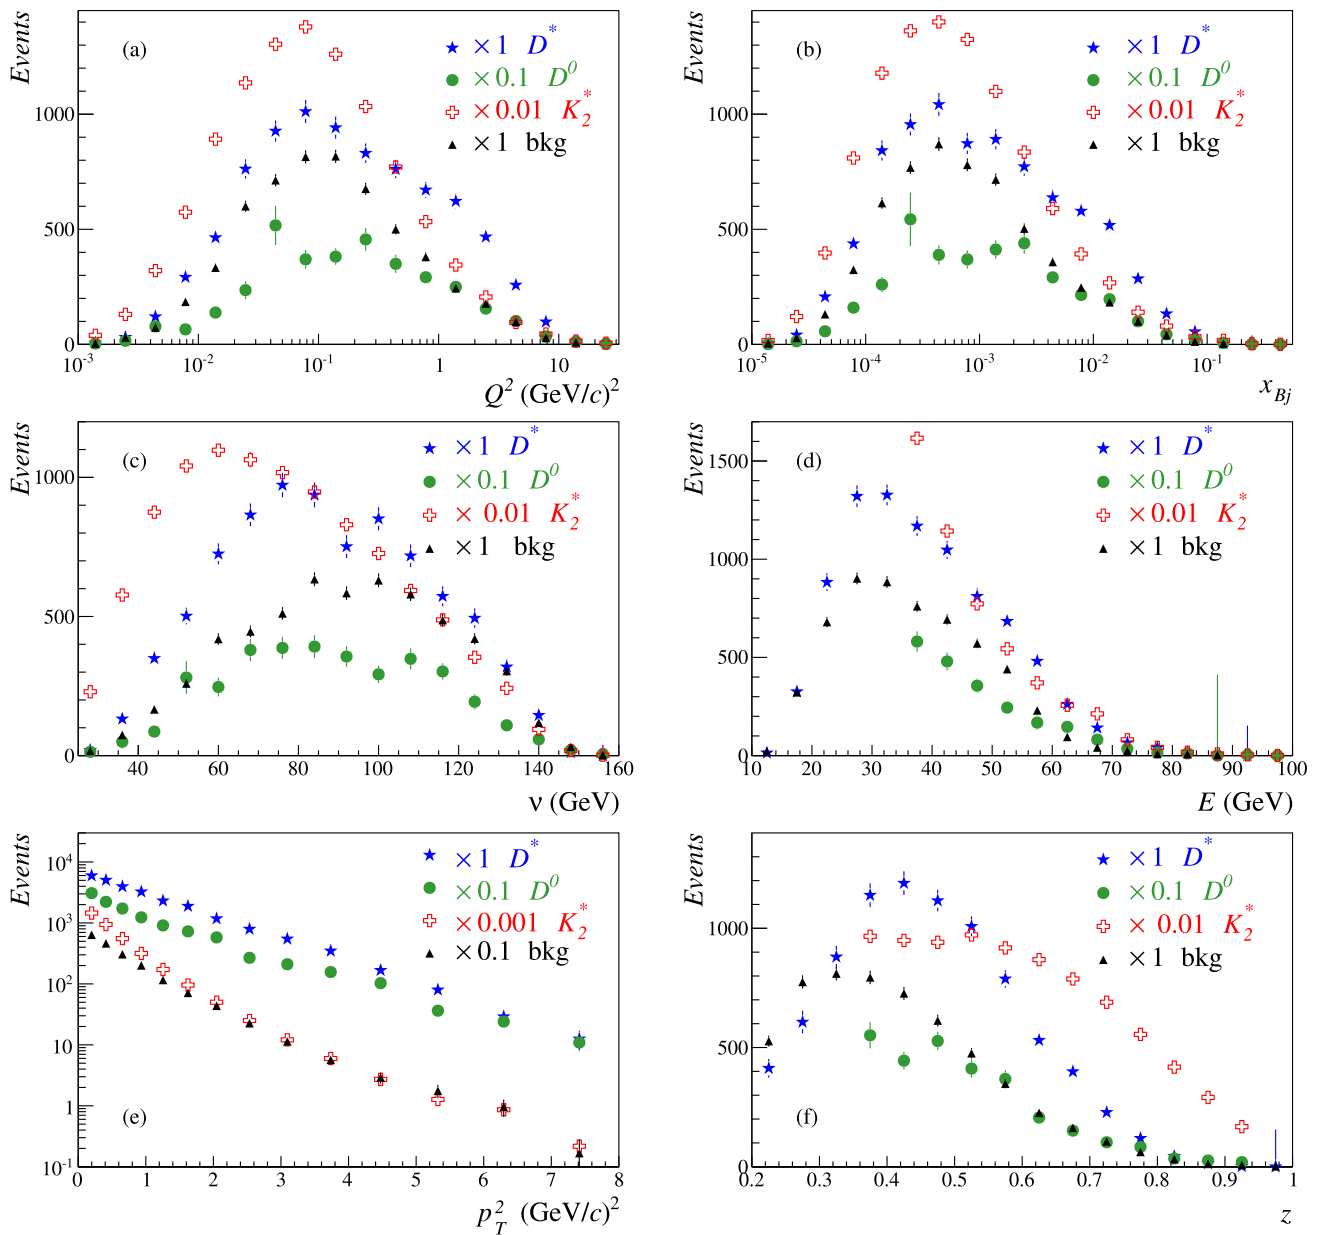 Events
(a)
×1 D*
×0.1 D⁰
×0.01 K₂*
×1 bkg
1000
500
0
10⁻³ 10⁻² 10⁻¹ 1 10
Q² (GeV/c)²
Events
(b)
×1 D*
×0.1 D⁰
×0.01 K₂*
×1 bkg
1000
500
0
10⁻⁵ 10⁻⁴ 10⁻³ 10⁻² 10⁻¹
x_Bj
Events
(c)
×1 D*
×0.1 D⁰
× 0.01 K₂*
×1 bkg
1000
500
0
40 60 80 100 120 140 160
ν (GeV)
Events
(d)
×1 D*
×0.1 D⁰
×0.01 K₂*
×1 bkg
1500
1000
500
0
10 20 30 40 50 60 70 80 90 100
E (GeV)
Events
(e)
×1 D*
×0.1 D⁰
×0.001 K₂*
×0.1 bkg
10⁴
10³
10²
10
1
10⁻¹
0 1 2 3 4 5 6 7 8
p_T² (GeV/c)²
Events
(f)
×1 D*
×0.1 D⁰
× 0.01 K₂*
×1 bkg
1000
500
0
0.2 0.3 0.4 0.5 0.6 0.7 0.8 0.9 1
z